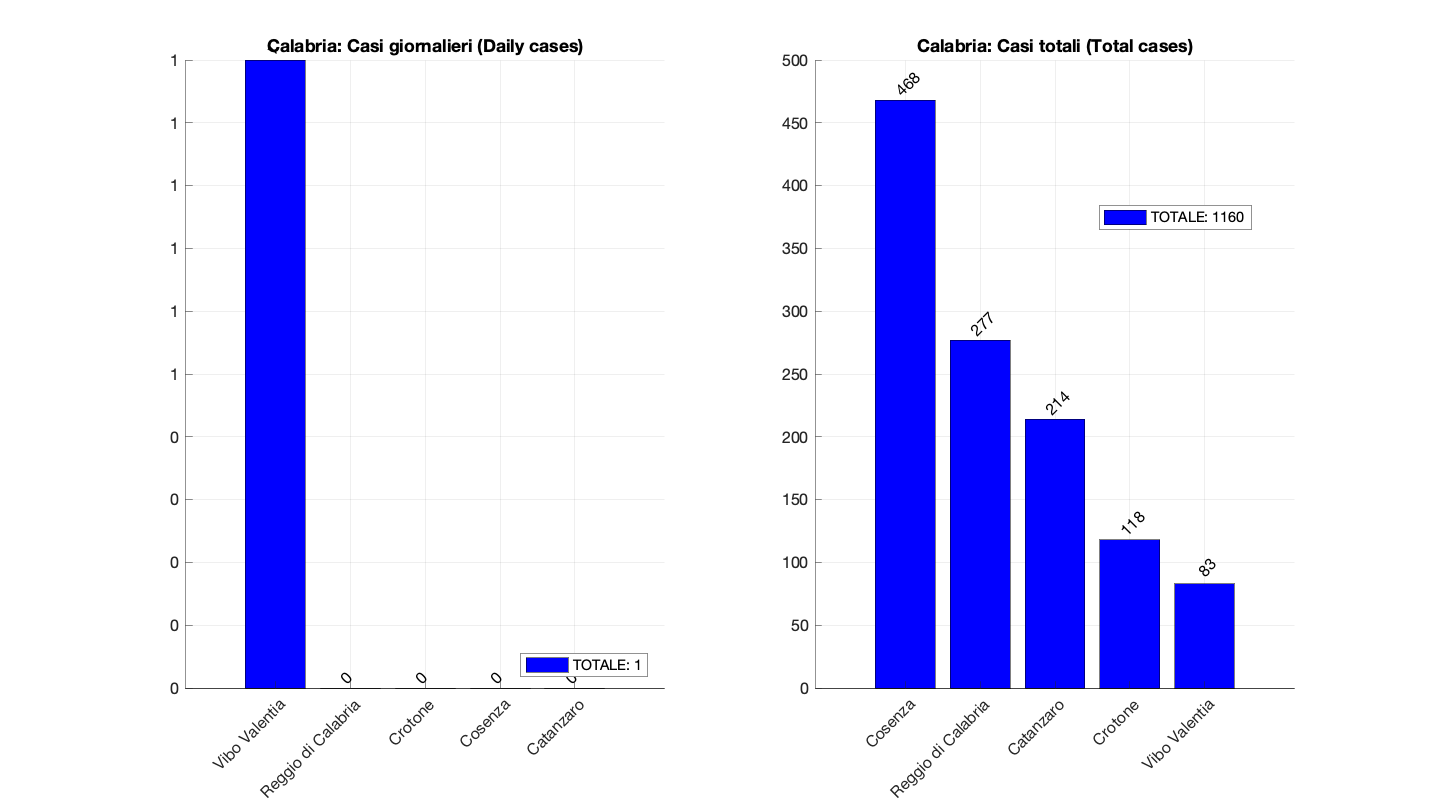 Calabria: Casi giornalieri (Daily cases)
1
1
1
1
1
1
0
0
0
0
0
0
0
0
TOTALE: 1
Vibo Valentia
Reggio di Calabria
Crotone
Cosenza
Catanzaro
Calabria: Casi totali (Total cases)
500
450
400
350
300
250
200
150
100
50
0
468
277
214
118
83
TOTALE: 1160
Cosenza
Reggio di Calabria
Catanzaro
Crotone
Vibo Valentia